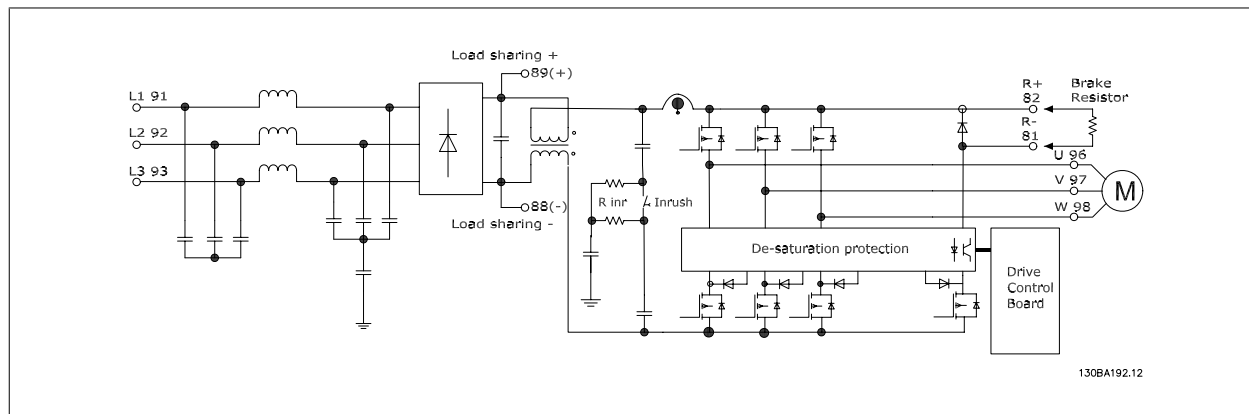 Load sharing +
89(+)
L1 91
L2 92
L3 93
88(-)
Load sharing -
R inr
Inrush
R+
82
Brake
Resistor
R-
81
U 96
V 97
W 98
M
De-saturation protection
Drive
Control
Board
130BA192.12